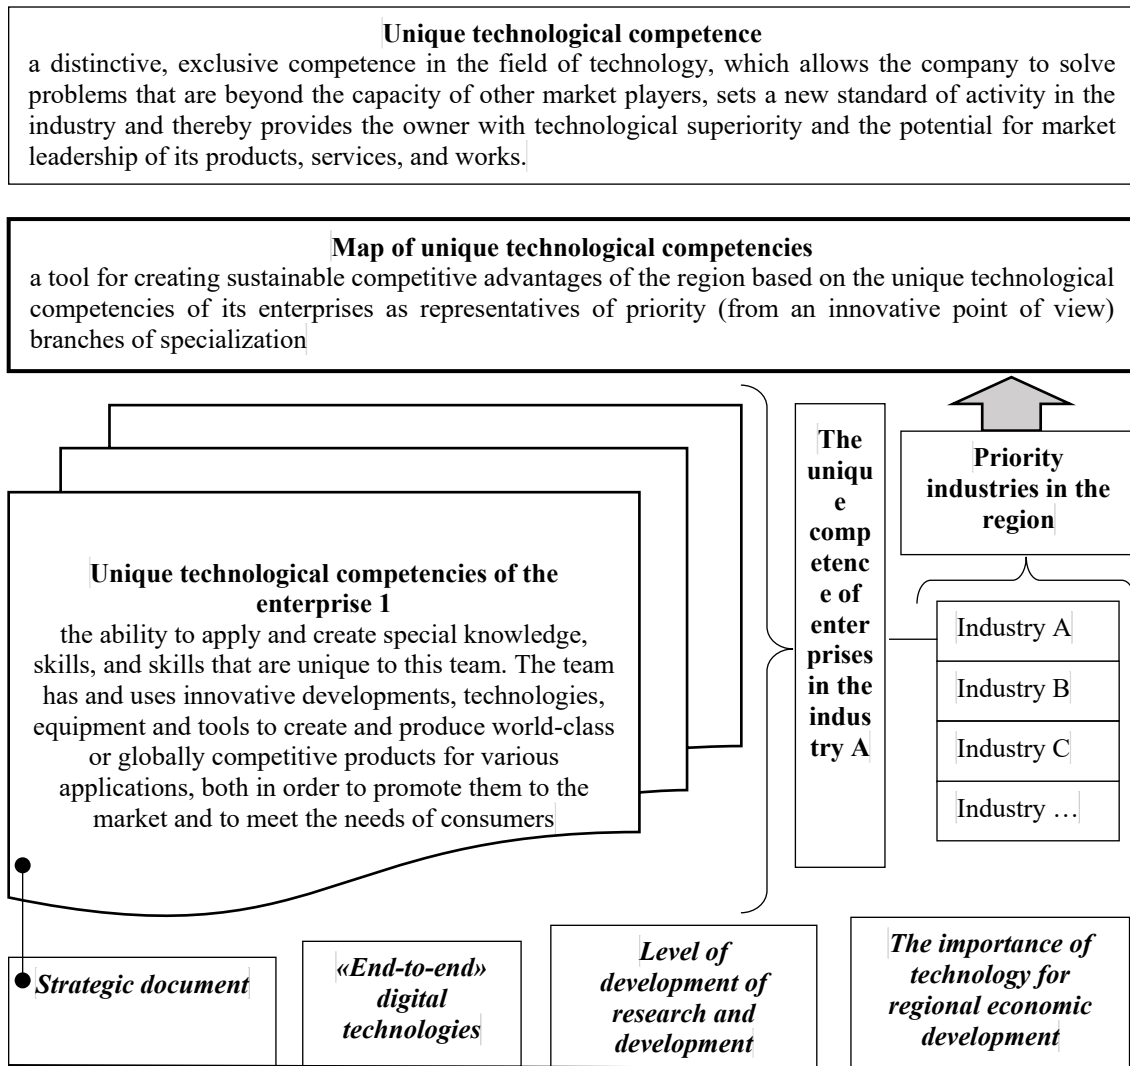 Unique technological competence
a distinctive, exclusive competence in the field of technology, which allows the company to solve
problems that are beyond the capacity of other market players, sets a new standard of activity in the
industry and thereby provides the owner with technological superiority and the potential for market
leadership of its products, services, and works.
Map of unique technological competencies
a tool for creating sustainable competitive advantages of the region based on the unique technological
competencies of its enterprises as representatives of priority (from an innovative point of view)
branches of specialization
Unique technological competencies of the
enterprise 1
the ability to apply and create special knowledge,
skills, and skills that are unique to this team. The team
has and uses innovative developments, technologies,
equipment and tools to create and produce world-class
or globally competitive products for various
applications, both in order to promote them to the
market and to meet the needs of consumers
The
uniqu
e
comp
etenc
e of
enter
prises
in the
indus
try A
Priority
industries in the
region
Industry A
Industry B
Industry C
Industry …
Strategic document
«End-to-end»
digital
technologies
Level of
development of
research and
development
The importance of
technology for
regional economic
development